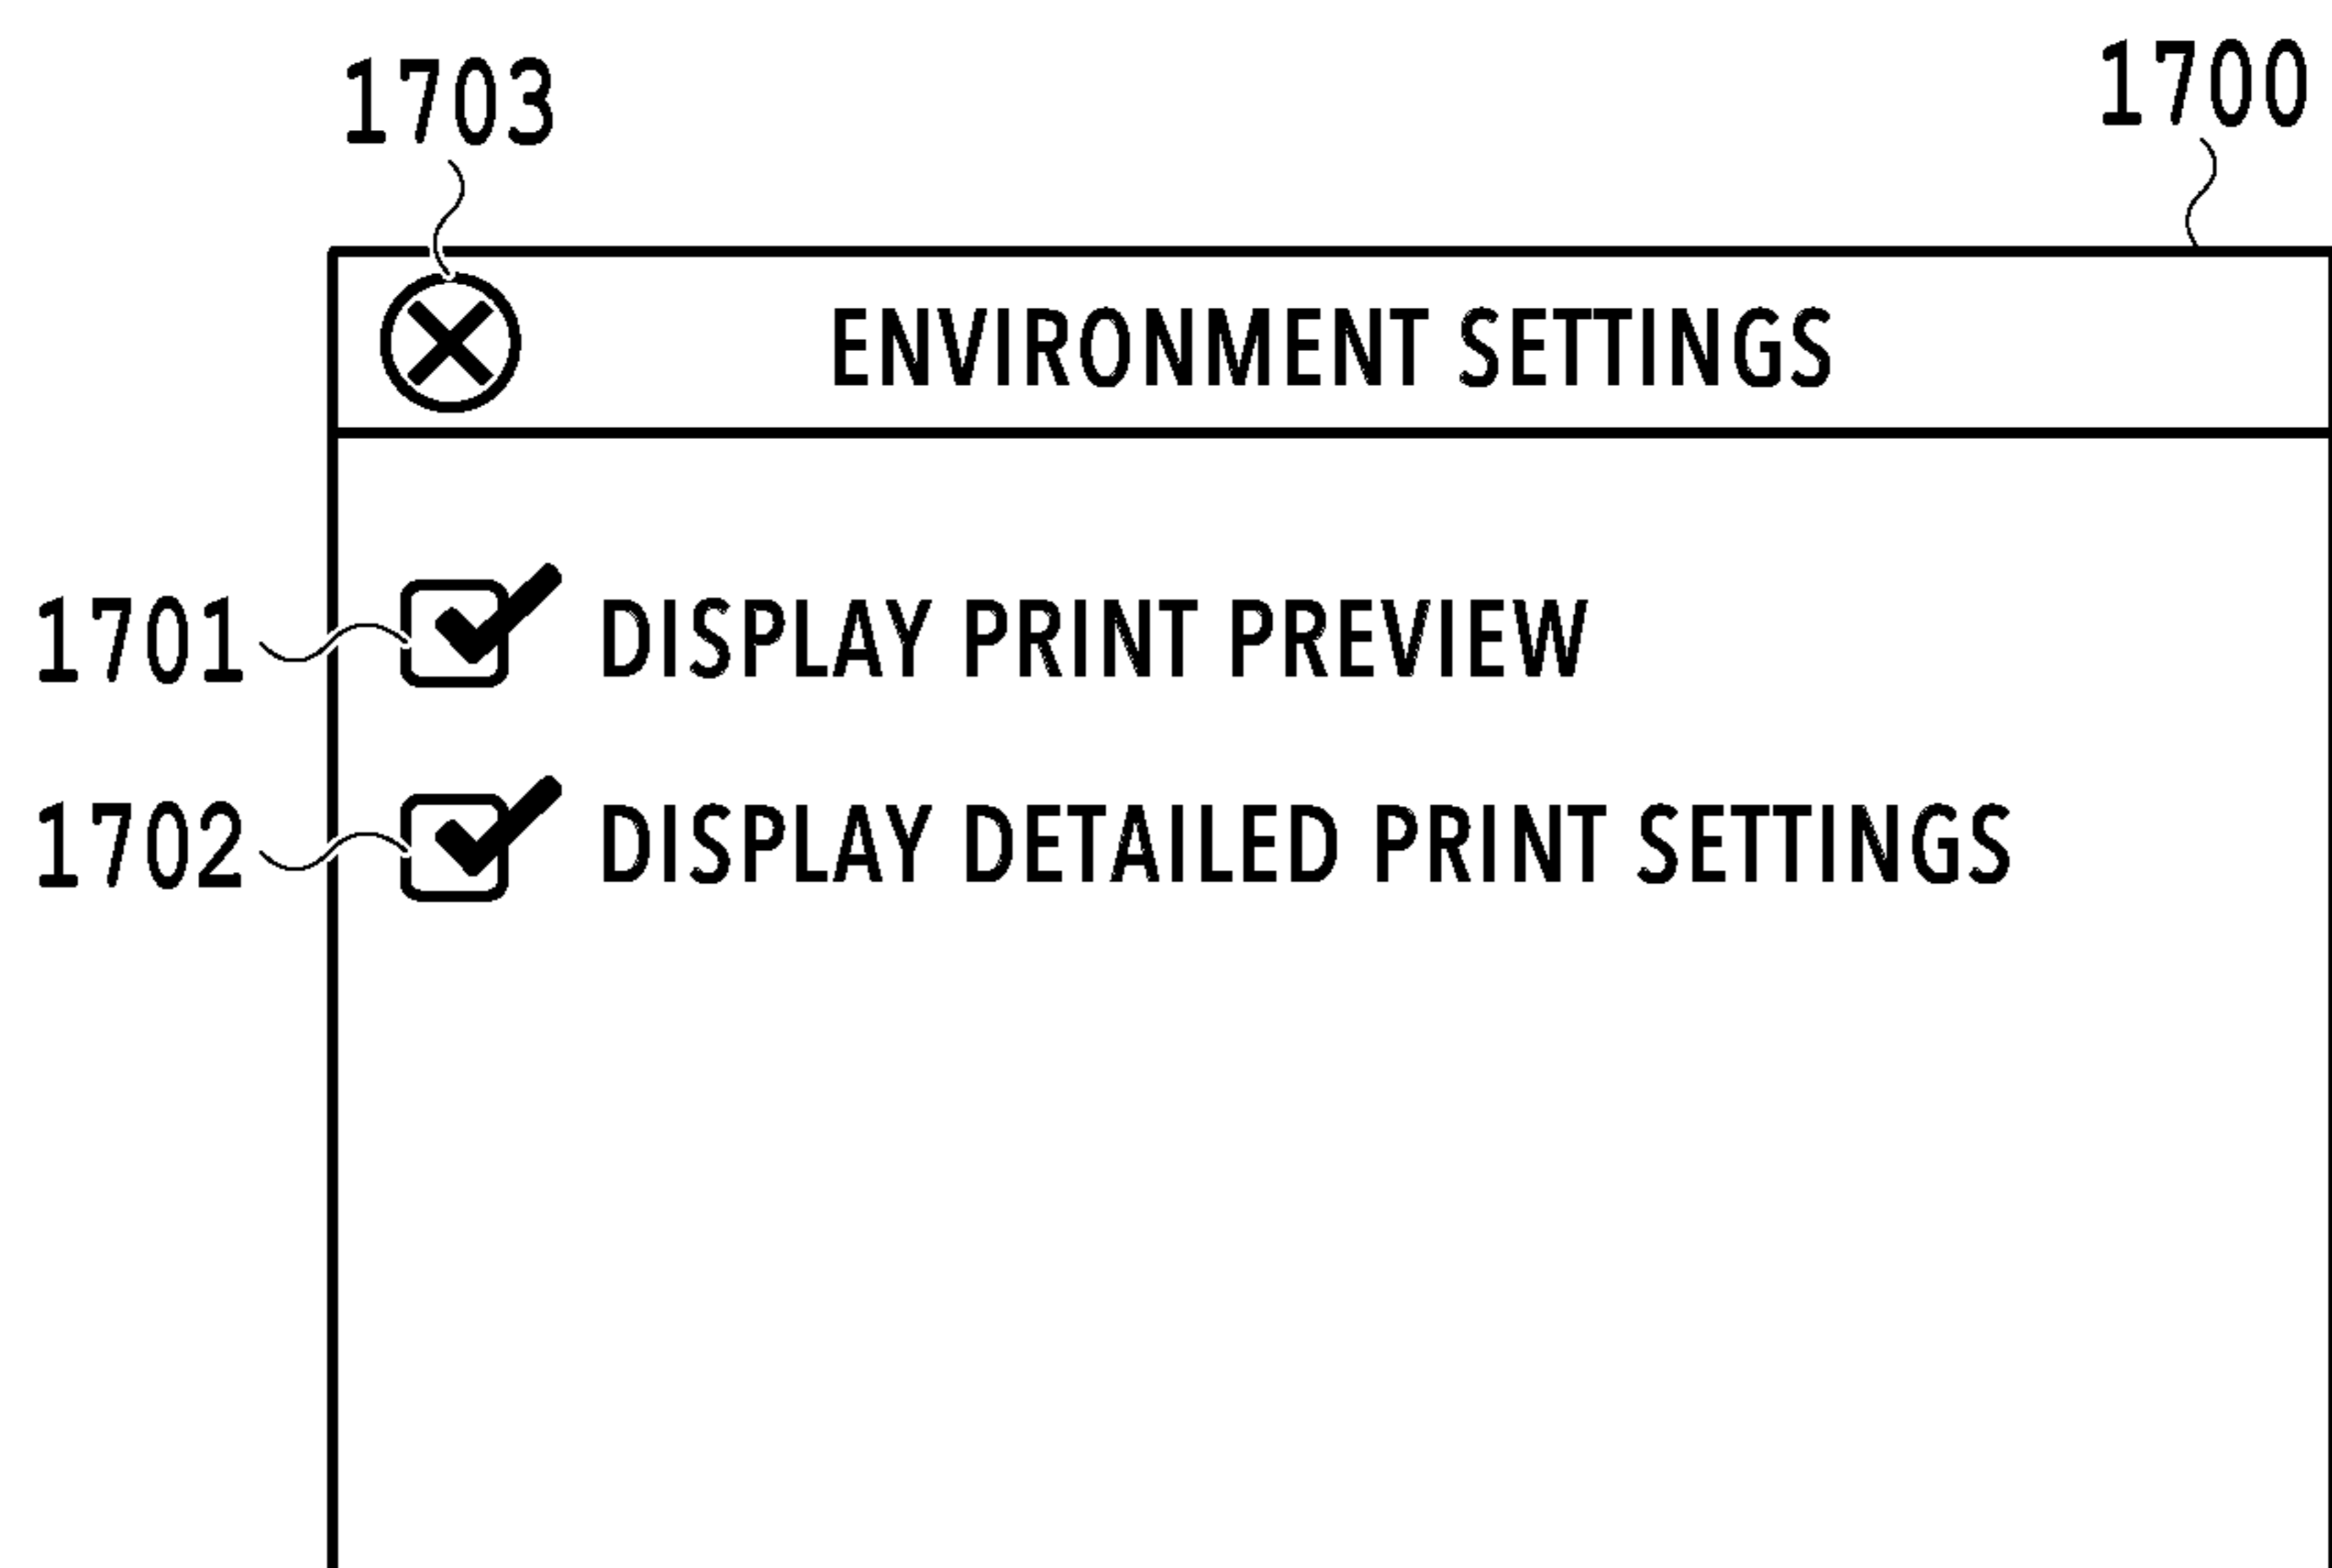 1703
1700
ENVIRONMENT SETTINGS
1701 DISPLAY PRINT PREVIEW
1702 DISPLAY DETAILED PRINT SETTINGS